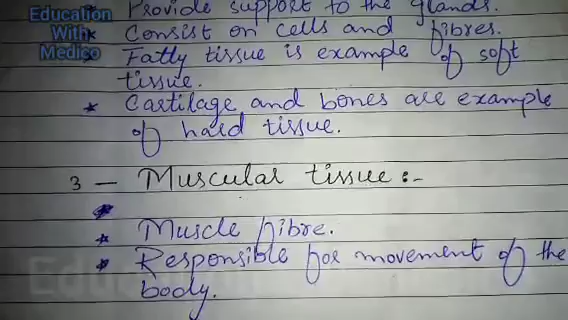 Education
With
Medico
Provide support to the glands.
* Consist on cells and fibres.
* Fatty tissue is example of soft
tissue.
* Cartilage and bones are example
of hard tissue.
3 — Muscular tissue :-
* Muscle fibre.
* Responsible for movement of the
body.